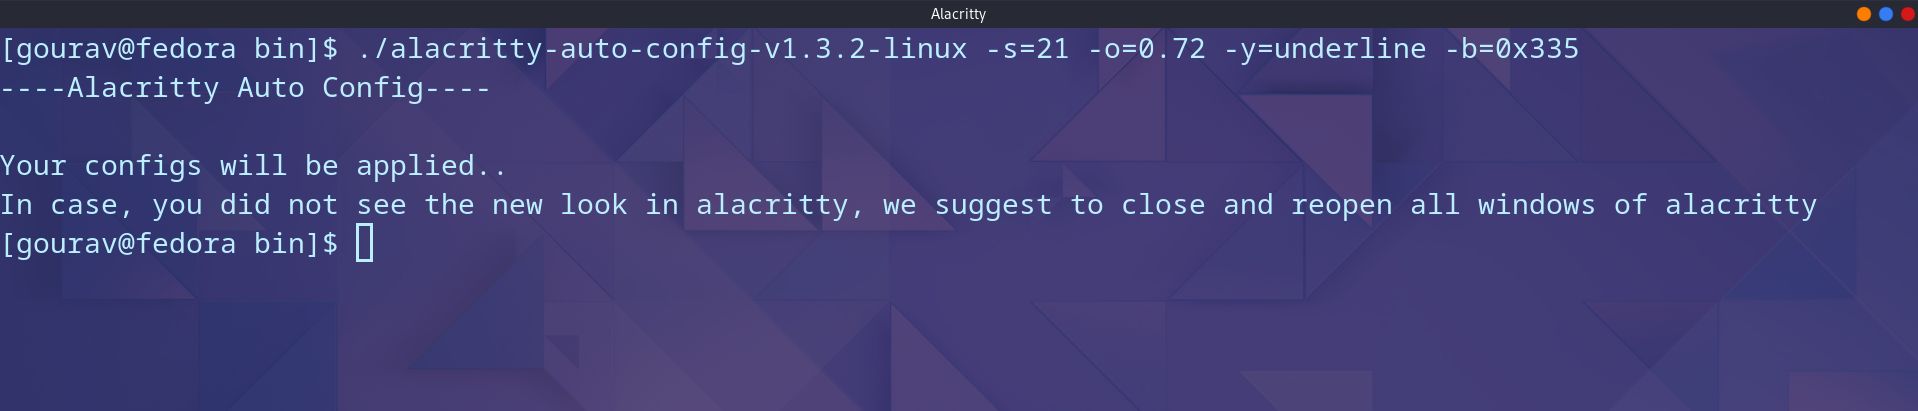 Alacritty
[gourav@fedora bin]$ ./alacritty-auto-config-v1.3.2-linux -s=21 -o=0.72 -y=underline -b=0x335
----Alacritty Auto Config----
Your configs will be applied..
In case, you did not see the new look in alacritty, we suggest to close and reopen all windows of alacritty
[gourav@fedora bin]$